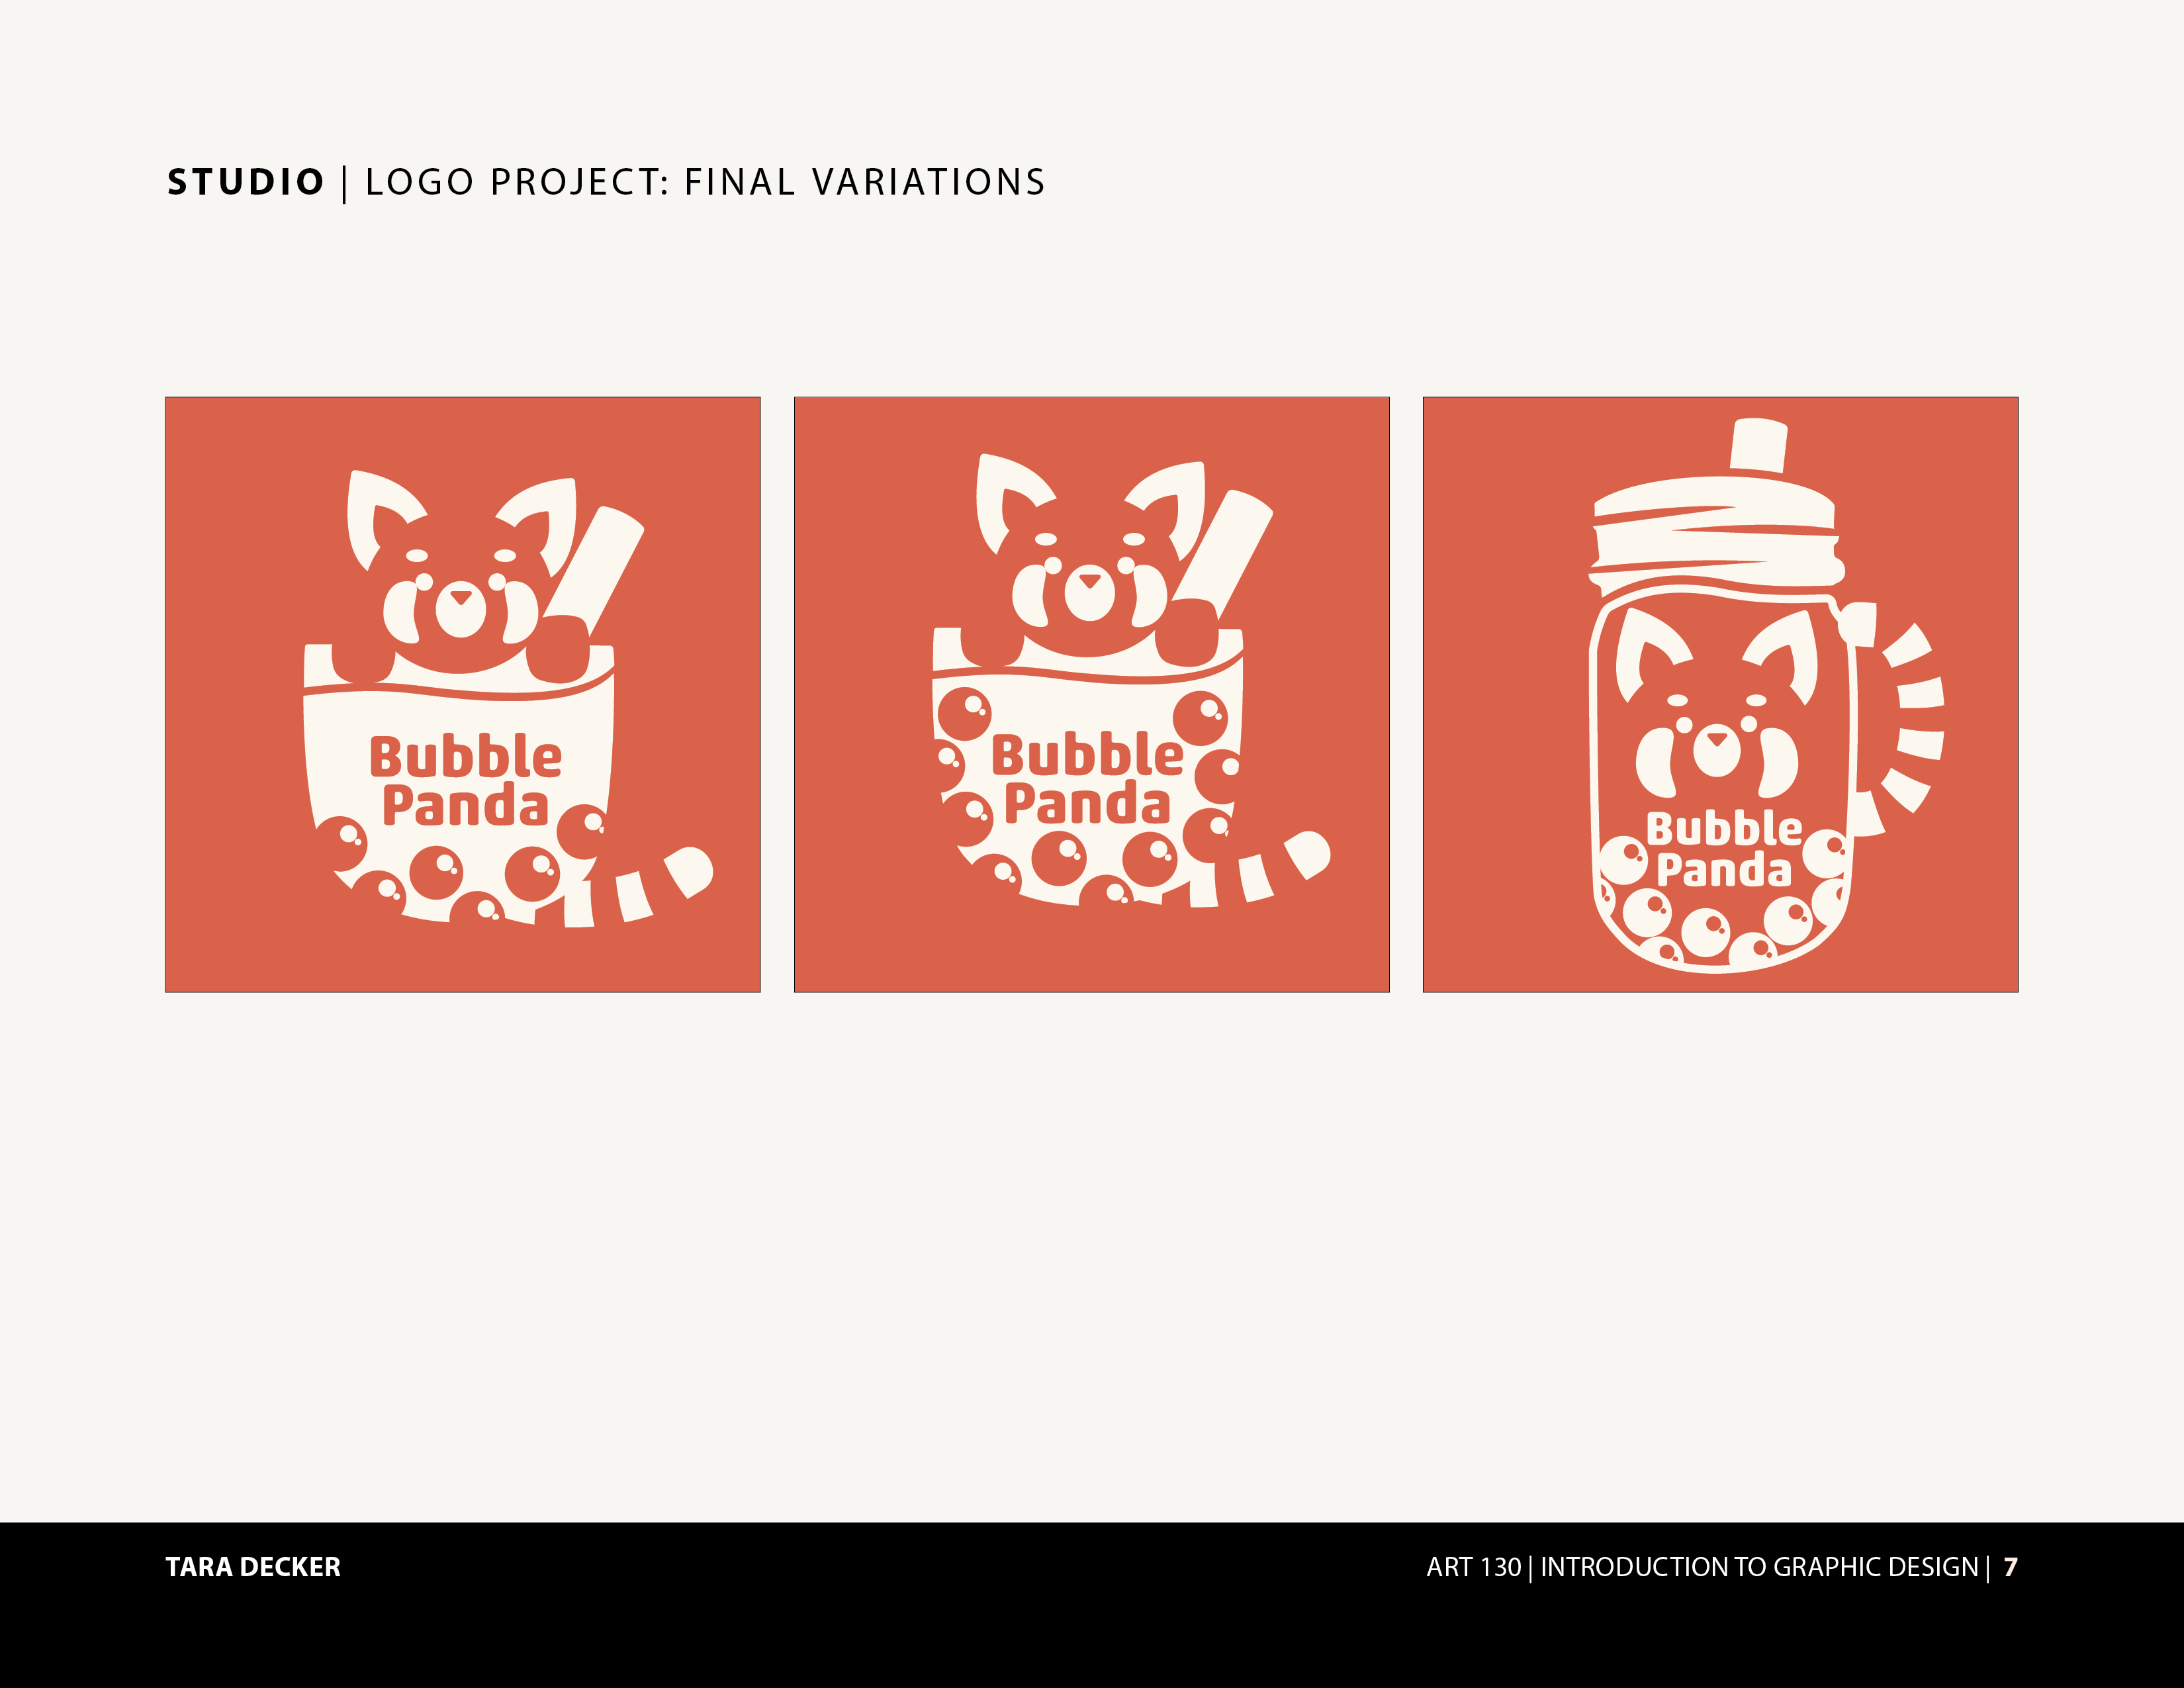 STUDIO | LOGO PROJECT: FINAL VARIATIONS
Bubble
Panda
Bubble
Panda
Bubble
Panda
TARA DECKER
ART 130 | INTRODUCTION TO GRAPHIC DESIGN | 7